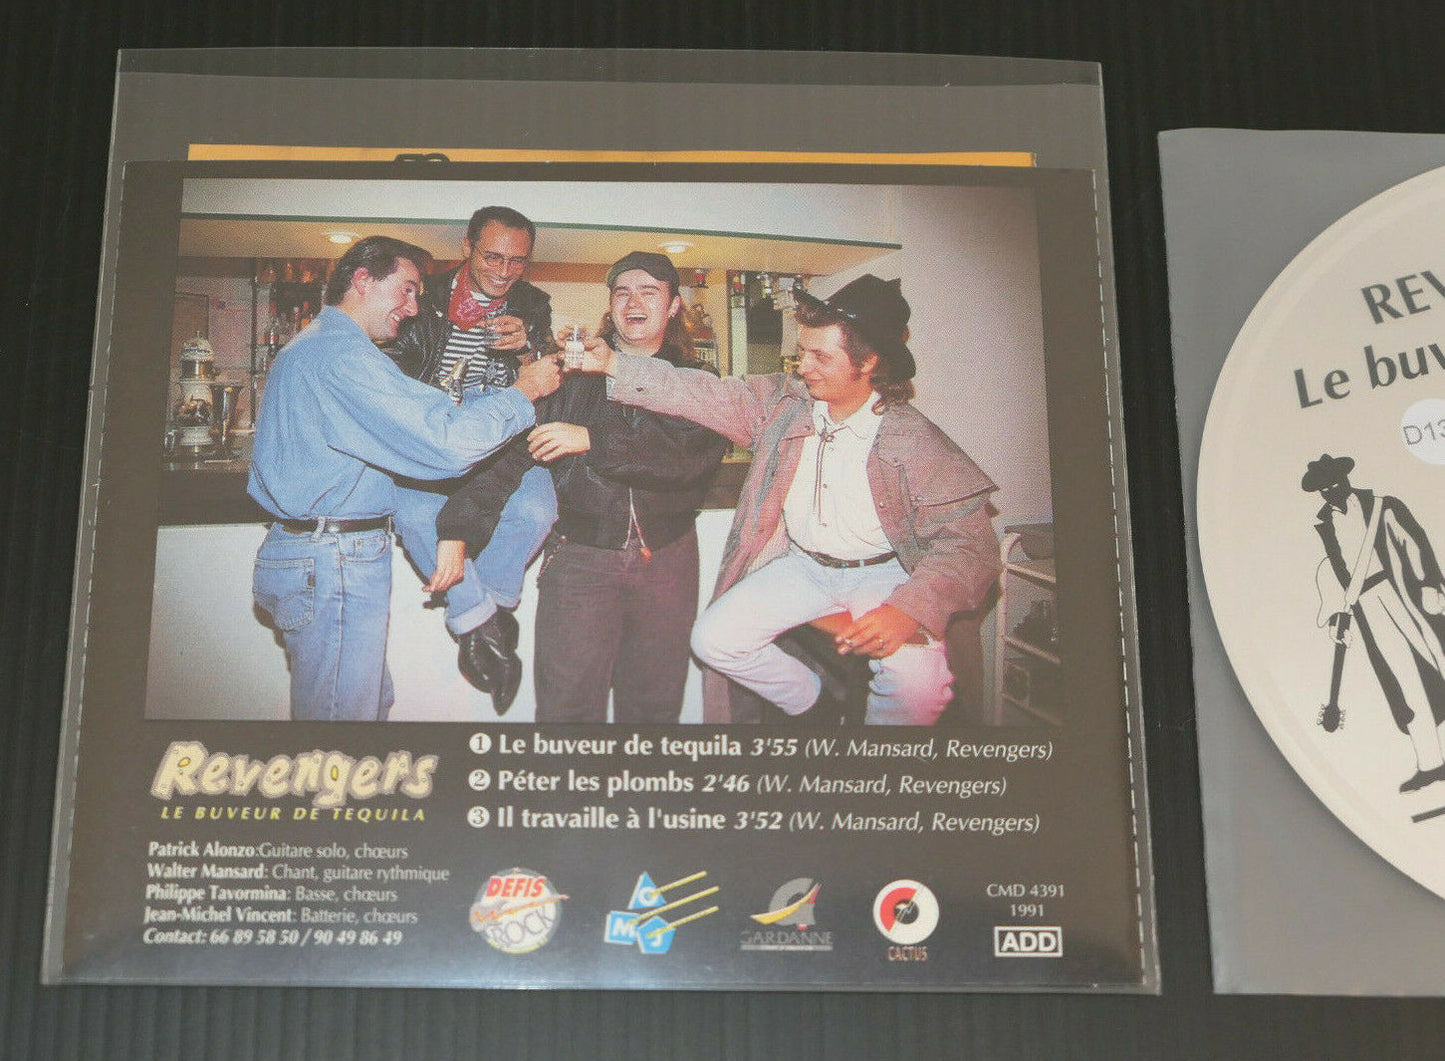 Revengers
LE BUVEUR DE TEQUILA
❶ Le buveur de tequila 3'55 (W. Mansard, Revengers)
❷ Péter les plombs 2'46 (W. Mansard, Revengers)
❸ Il travaille à l'usine 3'52 (W. Mansard, Revengers)
Patrick Alonzo:Guitare solo, chœurs
Walter Mansard: Chant, guitare rythmique
Philippe Tavormina: Basse, chœurs
Jean-Michel Vincent: Batterie, chœurs
Contact: 66 89 58 50 / 90 49 86 49
DEFIS
ROCK
G
M J
GARDANNE
CACTUS
CMD 4391
1991
ADD
REV
Le buv
D13